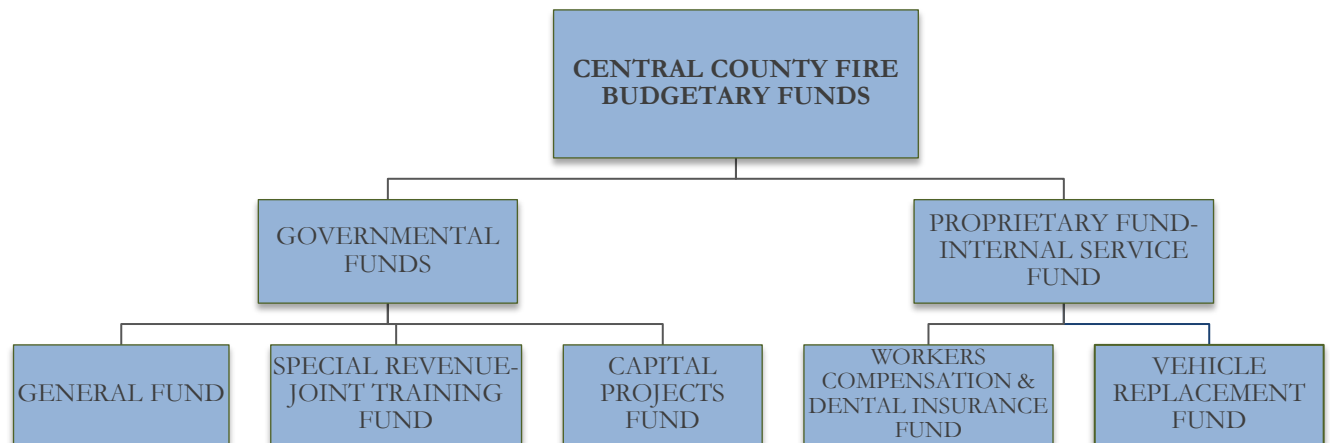 CENTRAL COUNTY FIRE
BUDGETARY FUNDS
GOVERNMENTAL
FUNDS
PROPRIETARY FUND-
INTERNAL SERVICE
FUND
GENERAL FUND
SPECIAL REVENUE-
JOINT TRAINING
FUND
CAPITAL
PROJECTS
FUND
WORKERS
COMPENSATION &
DENTAL INSURANCE
FUND
VEHICLE
REPLACEMENT
FUND